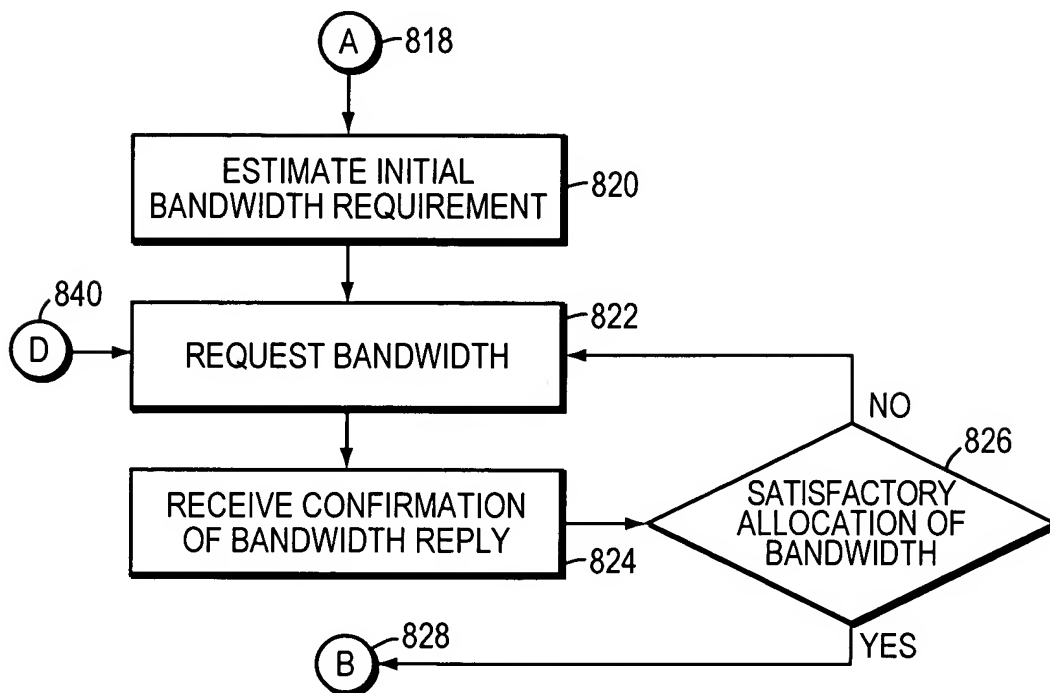 A
818
ESTIMATE INITIAL
BANDWIDTH REQUIREMENT
820
840
D
REQUEST BANDWIDTH
822
NO
826
RECEIVE CONFIRMATION
OF BANDWIDTH REPLY
824
SATISFACTORY
ALLOCATION OF
BANDWIDTH
YES
B
828